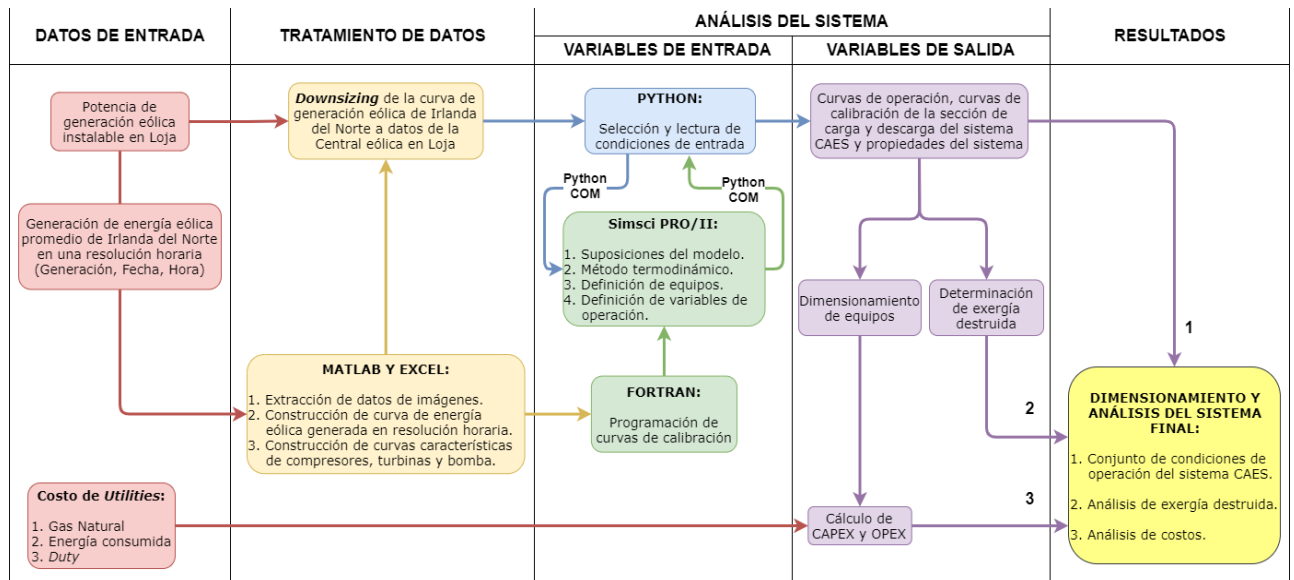 DATOS DE ENTRADA
TRATAMIENTO DE DATOS
ANÁLISIS DEL SISTEMA
VARIABLES DE ENTRADA
VARIABLES DE SALIDA
RESULTADOS
Potencia de
generación eólica
instalable en Loja
Generación de energía eólica
promedio de Irlanda del Norte
en una resolución horaria
(Generación, Fecha, Hora)
Costo de Utilities:
1. Gas Natural
2. Energía consumida
3. Duty
Downsizing de la curva de
generación eólica de Irlanda
del Norte a datos de la
Central eólica en Loja
MATLAB Y EXCEL:
1. Extracción de datos de imágenes.
2. Construcción de curva de energía
eólica generada en resolución horaria.
3. Construcción de curvas características
de compresores, turbinas y bomba.
PYTHON:
Selección y lectura de
condiciones de entrada
Python
COM
Python
COM
Simsci PRO/II:
1. Suposiciones del modelo.
2. Método termodinámico.
3. Definición de equipos.
4. Definición de variables de
operación.
FORTRAN:
Programación de
curvas de calibración
Curvas de operación, curvas de
calibración de la sección de
carga y descarga del sistema
CAES y propiedades del sistema
Dimensionamiento
de equipos
Determinación
de exergía
destruida
Cálculo de
CAPEX y OPEX
1
2
3
DIMENSIONAMIENTO Y
ANÁLISIS DEL SISTEMA
FINAL:
1. Conjunto de condiciones de
operación del sistema CAES.
2. Análisis de exergía destruida.
3. Análisis de costos.